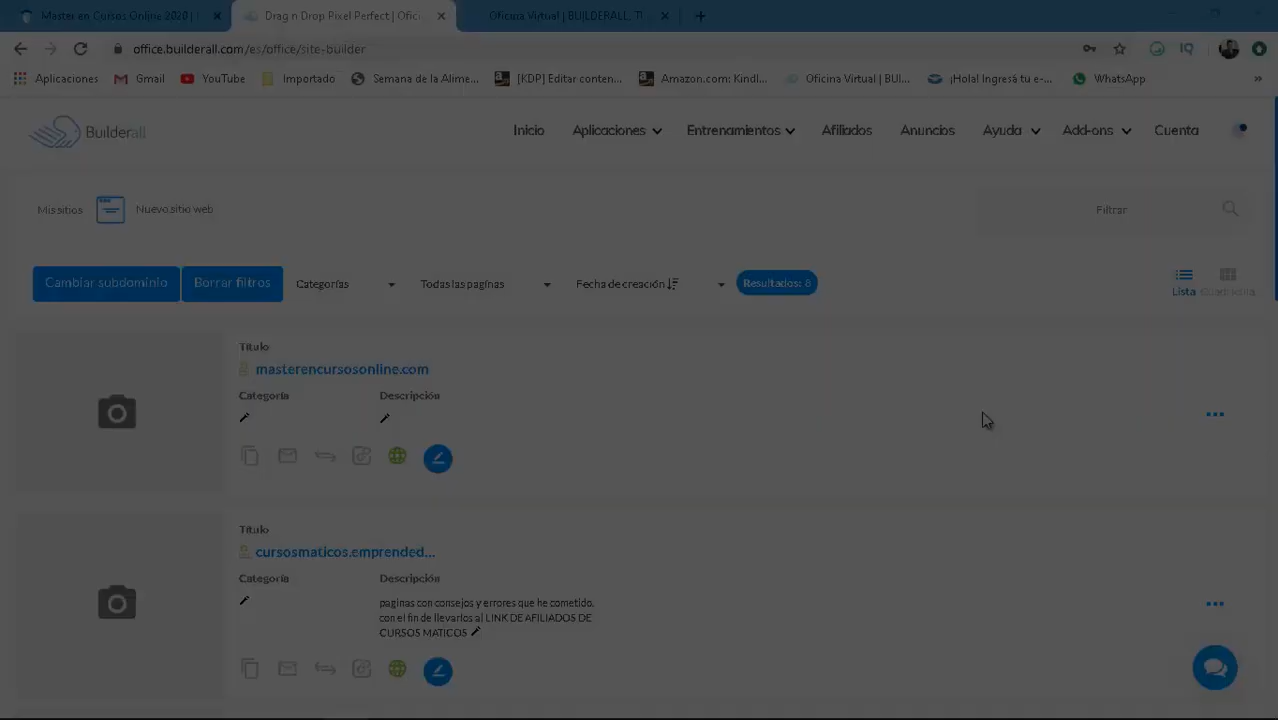 Master en Cursos Online 2020 |
Drag n Drop Pixel Perfect | Ofic
Oficina Virtual | BUILDERALL, TI
office.builderall.com/es/office/site-builder
Aplicaciones
Gmail
YouTube
Importado
Semana de la Alime...
[KDP] Editar conten...
Amazon.com: Kindl...
Oficina Virtual | BUI...
¡Hola! Ingresá tu e-...
WhatsApp
»
Builderall
Inicio
Aplicaciones
Entrenamientos
Afiliados
Anuncios
Ayuda
Add-ons
Cuenta
Mis sitios
Nuevo sitio web
Filtrar
Cambiar subdominio
Borrar filtros
Categorías
Todas las paginas
Fecha de creación
Resultados: 8
Lista
Cuadrícula
Título
masterencursosonline.com
Categoría
Descripción
Título
cursosmaticos.emprended...
Categoría
Descripción
paginas con consejos y errores que he cometido.
con el fin de llevarlos al LINK DE AFILIADOS DE
CURSOS MATICOS